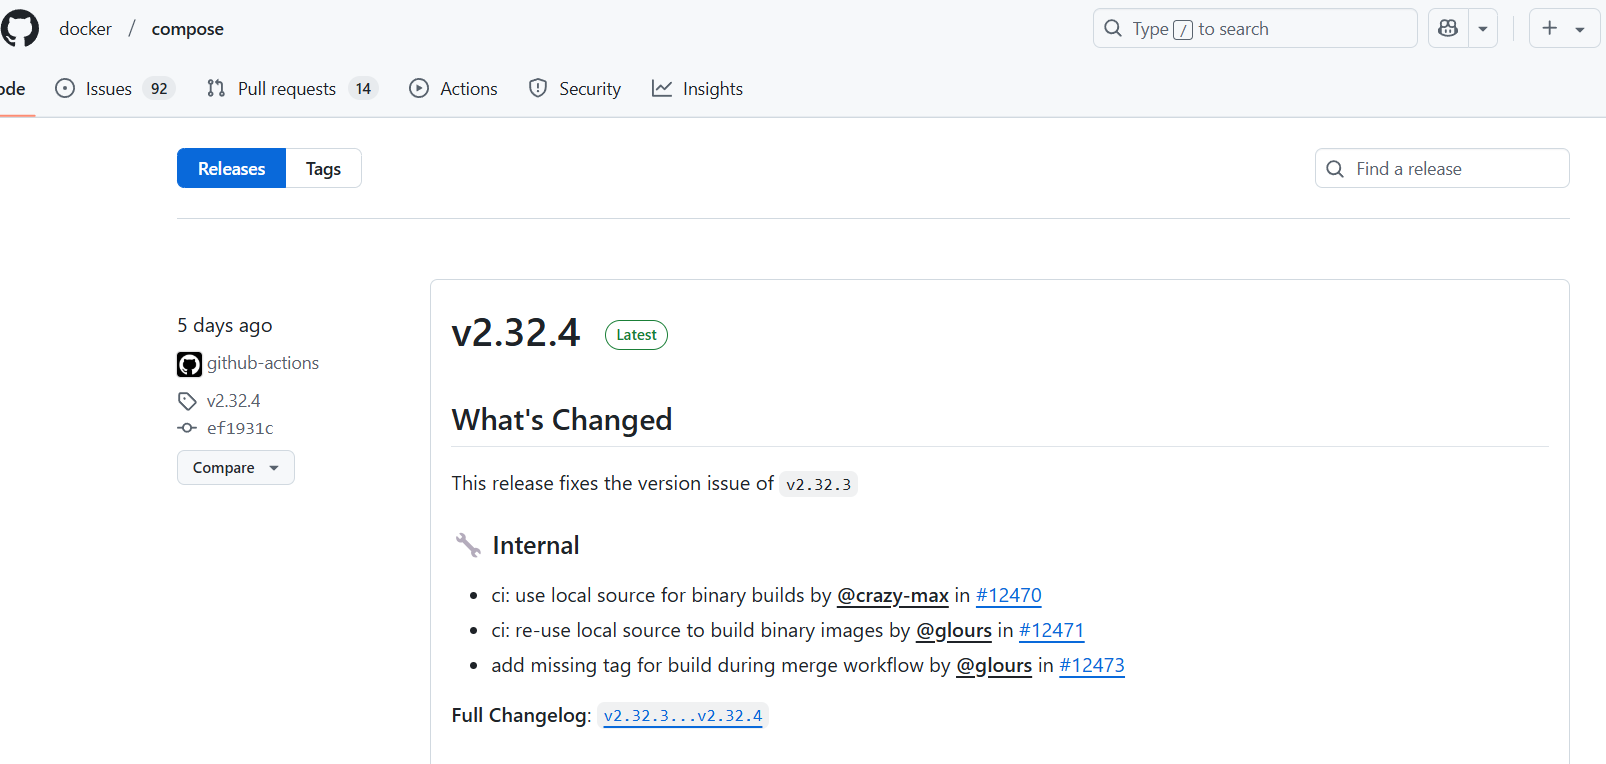 docker / compose
Type / to search
ode
Issues 92
Pull requests 14
Actions
Security
Insights
Releases
Tags
Find a release
5 days ago
github-actions
v2.32.4
ef1931c
Compare
v2.32.4 Latest
What's Changed
This release fixes the version issue of v2.32.3
Internal
ci: use local source for binary builds by @crazy-max in #12470
ci: re-use local source to build binary images by @glours in #12471
add missing tag for build during merge workflow by @glours in #12473
Full Changelog: v2.32.3...v2.32.4